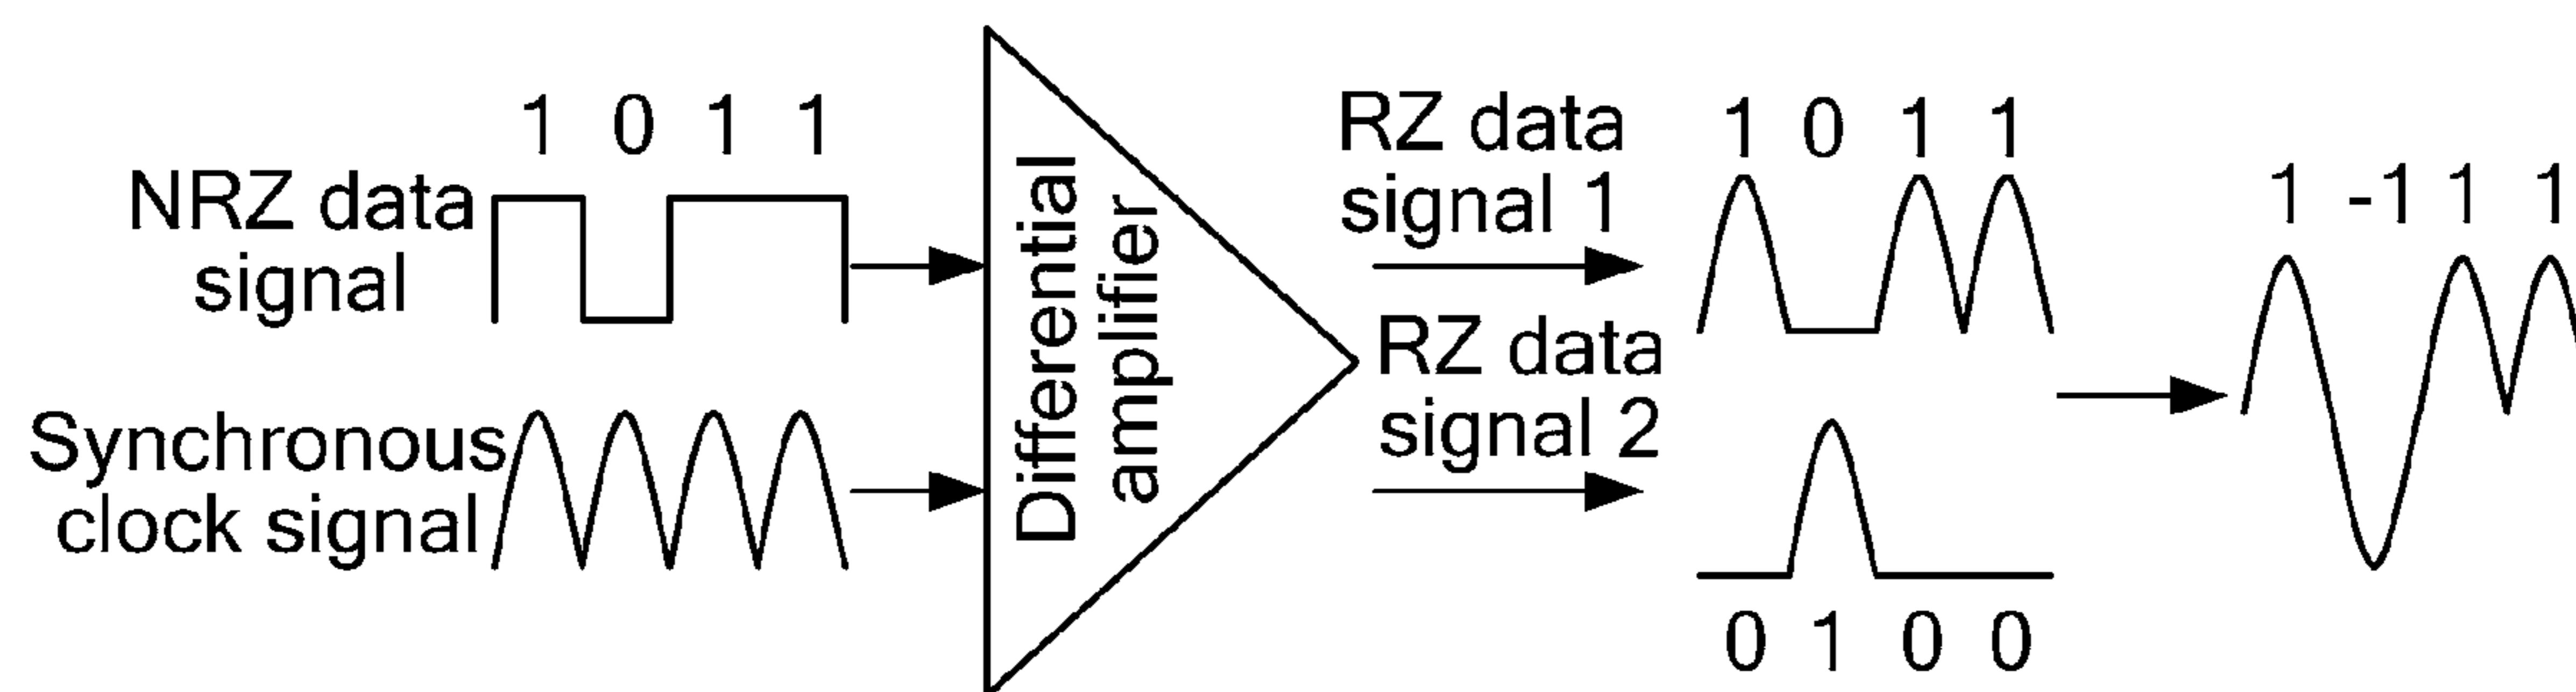 1 0 1 1
NRZ data
signal
Synchronous
clock signal
Differential
amplifier
RZ data
signal 1
RZ data
signal 2
1 0 1 1
0 1 0 0
1 -1 1 1